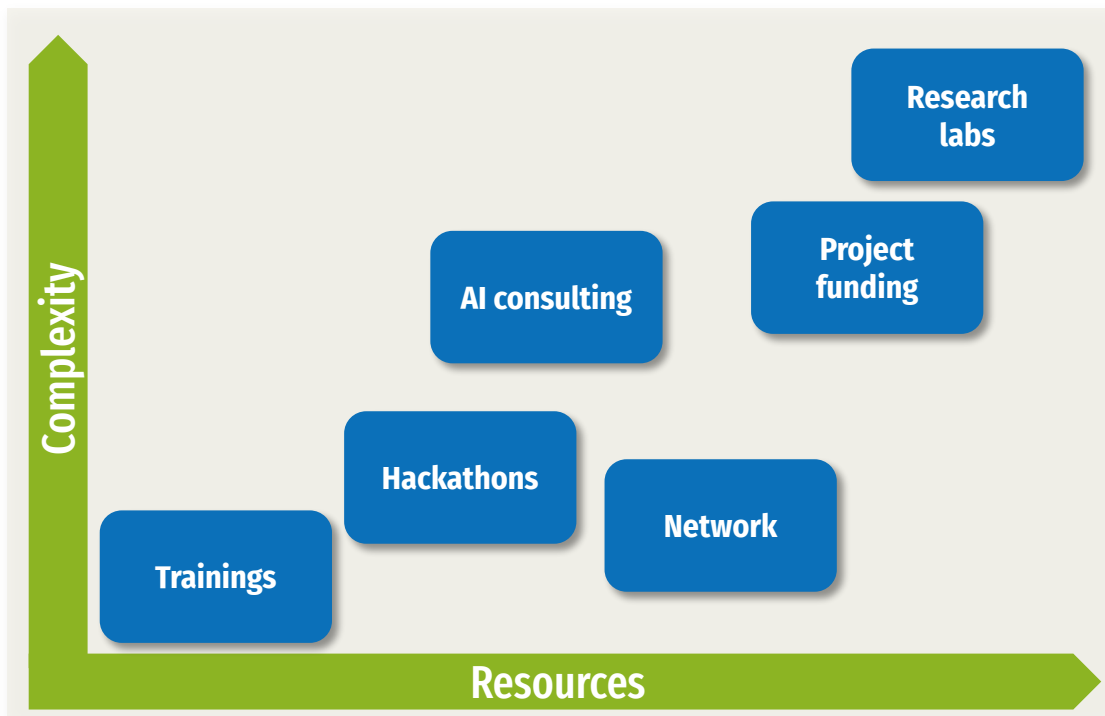 Research
labs
Project
funding
AI consulting
Complexity
Hackathons
Network
Trainings
Resources